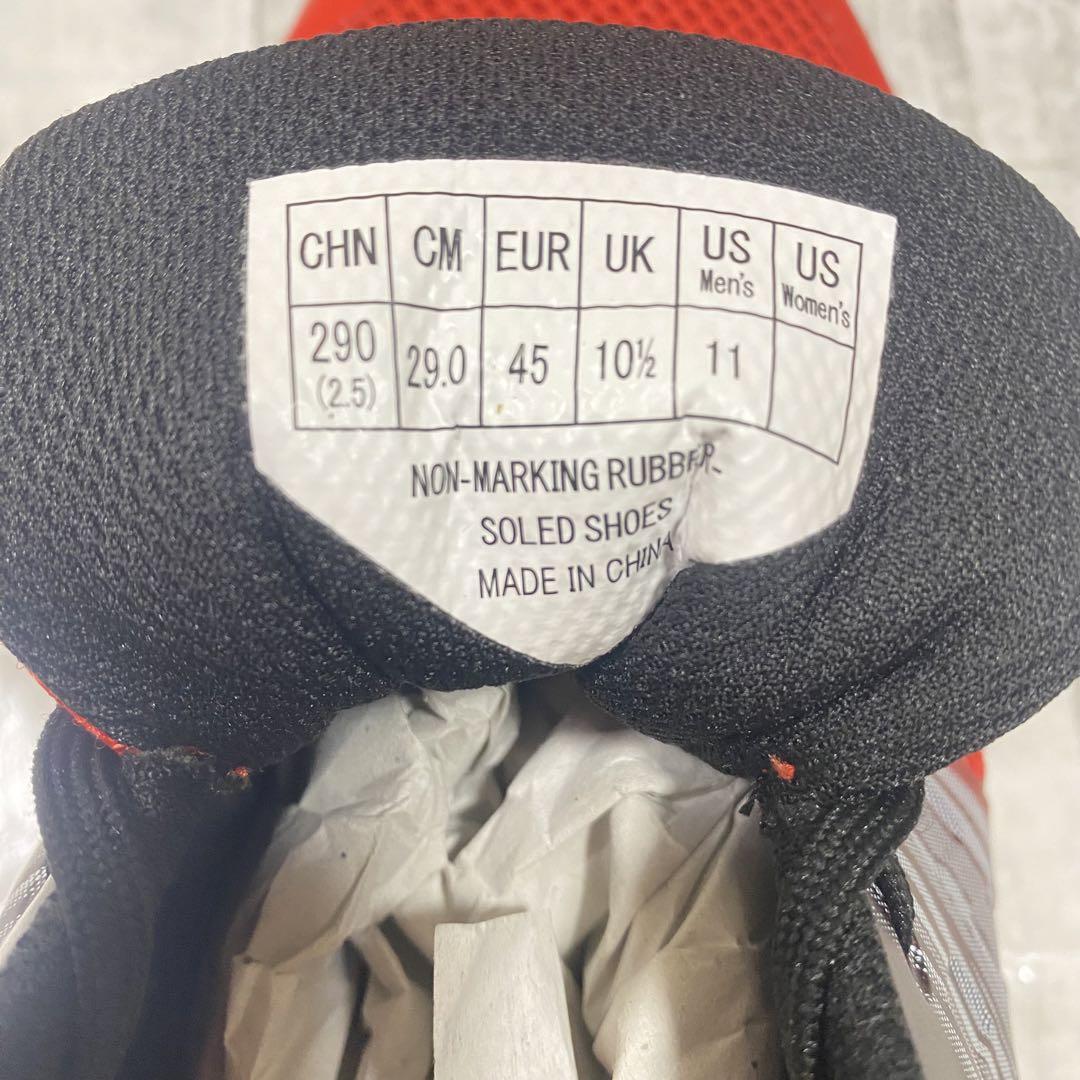 CHN CM EUR UK US Men's US Women's
290 (2.5) 29.0 45 10½ 11
NON-MARKING RUBBER
SOLED SHOES
MADE IN CHINA